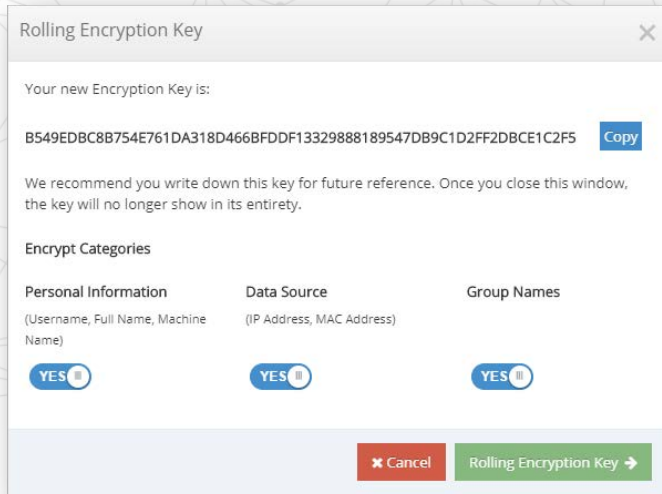 Rolling Encryption Key
Your new Encryption Key is:
B549EDBC8B754E761DA318D466BFDDF13329888189547DB9C1D2FF2DBCE1C2F5 Copy
We recommend you write down this key for future reference. Once you close this window,
the key will no longer show in its entirety.
Encrypt Categories
Personal Information Data Source Group Names
(Username, Full Name, Machine (IP Address, MAC Address)
Name)
YES YES YES
Cancel Rolling Encryption Key